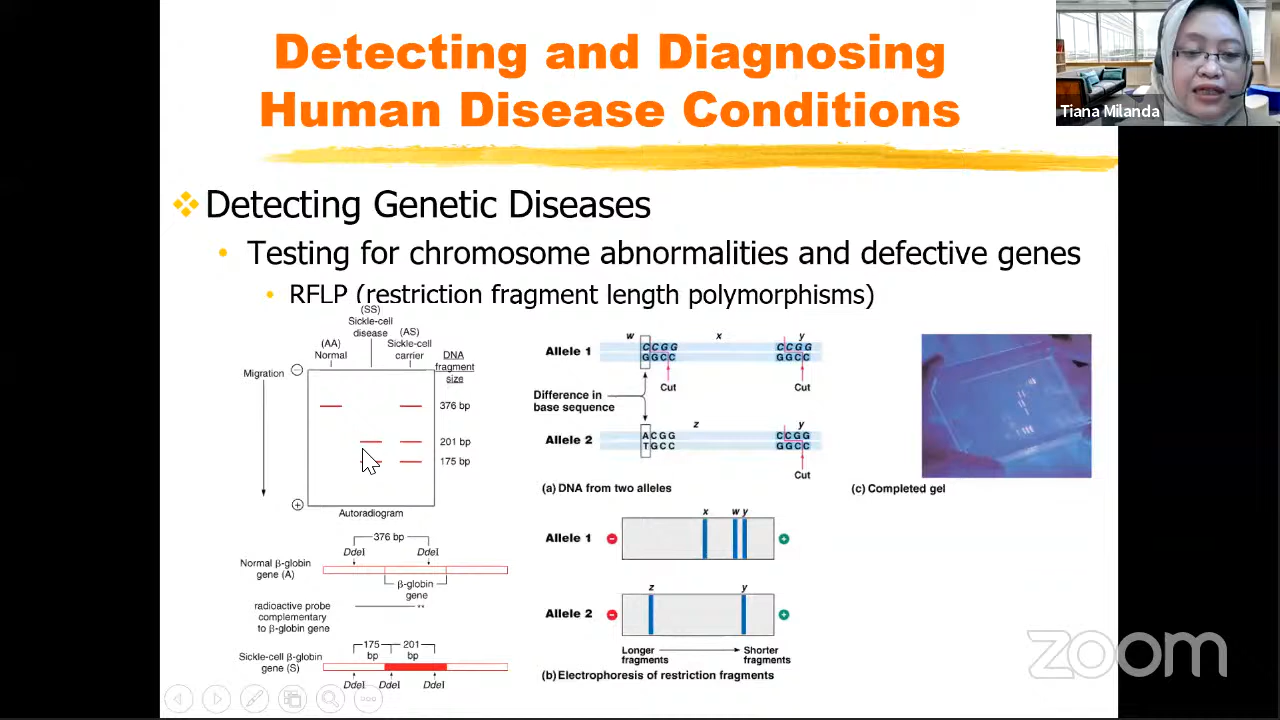 Detecting and Diagnosing
Human Disease Conditions
Tiana Milanda
Detecting Genetic Diseases
Testing for chromosome abnormalities and defective genes
RFLP (restriction fragment length polymorphisms)
(SS)
Sickle-cell
disease
(AA)
Normal
(AS)
Sickle-cell
carrier
DNA
fragment
size
Migration
376 bp
201 bp
175 bp
Autoradiogram
376 bp
DdeI
DdeI
Normal β-globin
gene (A)
β-globin
gene
radioactive probe
complementary
to β-globin gene
**
175
bp
201
bp
Sickle-cell β-globin
gene (S)
DdeI
DdeI
DdeI
w
x
y
Allele 1
CCGG
GGCC
CCGG
GGCC
Cut
Cut
Difference in
base sequence
z
y
Allele 2
ACGG
TGCC
CCGG
GGCC
Cut
(a) DNA from two alleles
(c) Completed gel
x
w y
Allele 1
z
y
Allele 2
Longer
fragments
Shorter
fragments
(b) Electrophoresis of restriction fragments
zoom